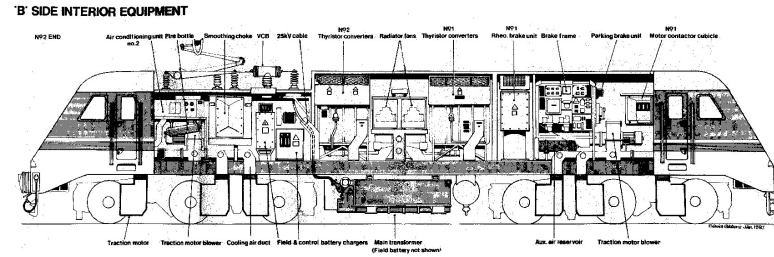 'B' SIDE INTERIOR EQUIPMENT
Nº2 END
Air conditioning unit
no.2
Fire bottle
Smoothing choke
VCB
25kV cable
Nº2
Thyristor converters
Radiator fans
Nº1
Thyristor converters
Nº1
Rheo. brake unit
Brake frame
Parking brake unit
Nº1
Motor contactor cubicle
Traction motor
Traction motor blower
Cooling air duct
Field & control battery chargers
Main transformer
(Field battery not shown)
Aux. air reservoir
Traction motor blower